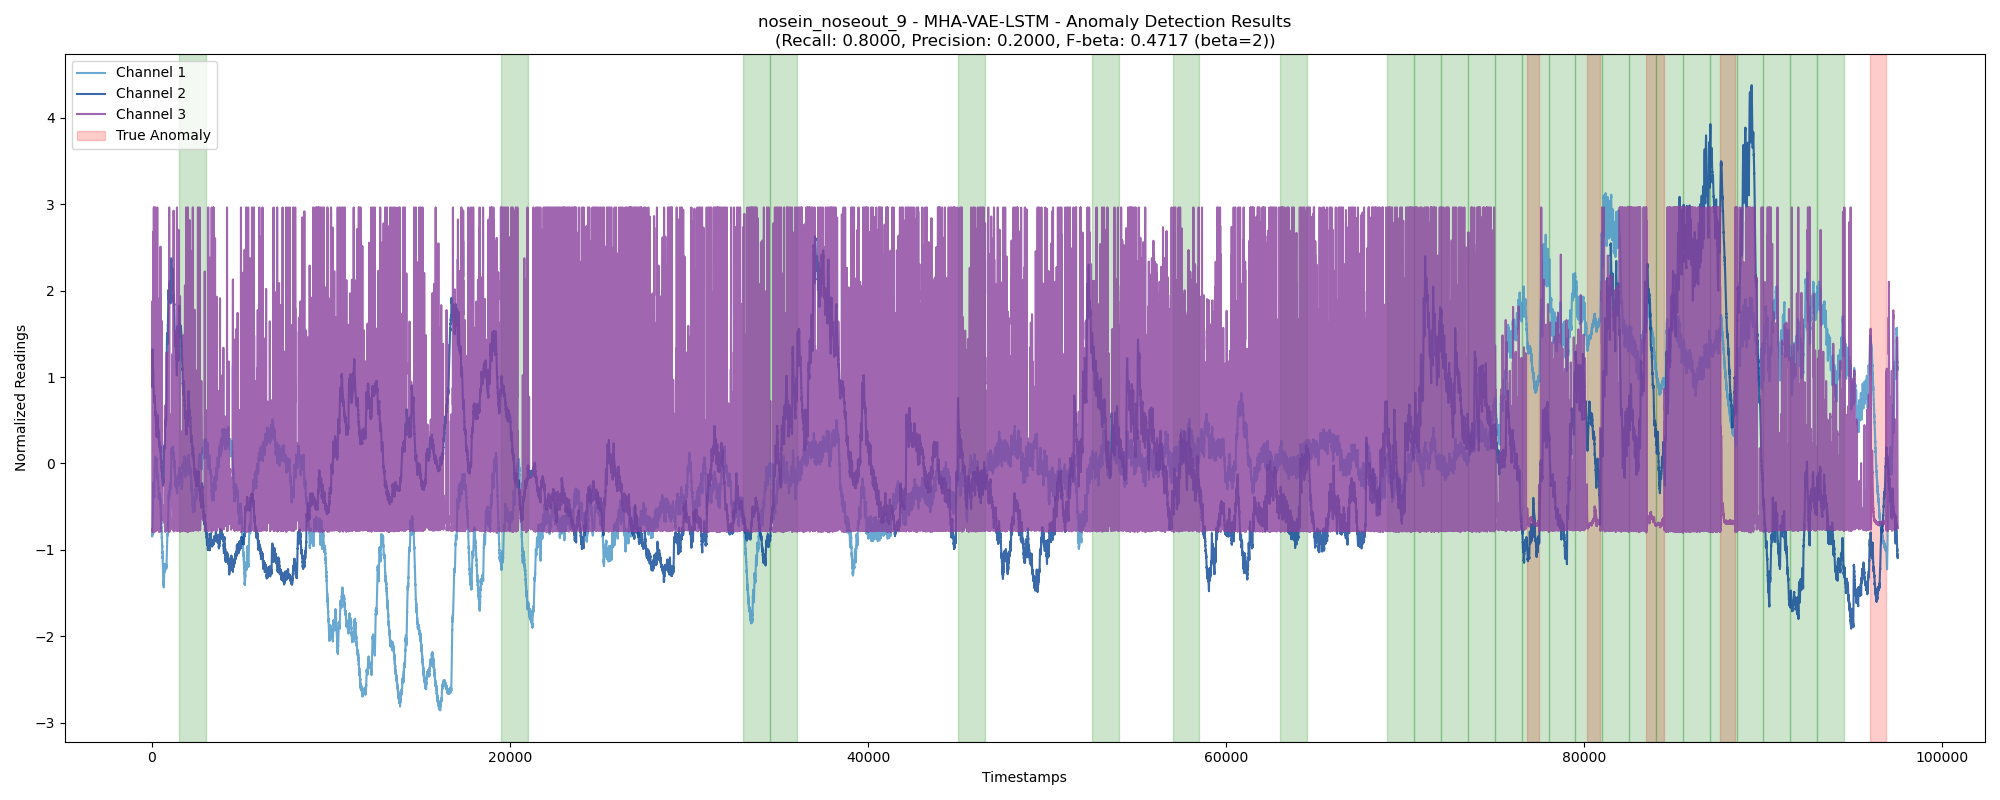 nosein_noseout_9 - MHA-VAE-LSTM - Anomaly Detection Results
(Recall: 0.8000, Precision: 0.2000, F-beta: 0.4717 (beta=2))
Channel 1
Channel 2
Channel 3
True Anomaly
Normalized Readings
4
3
2
1
0
−1
−2
−3
0 20000 40000 60000 80000 100000
Timestamps